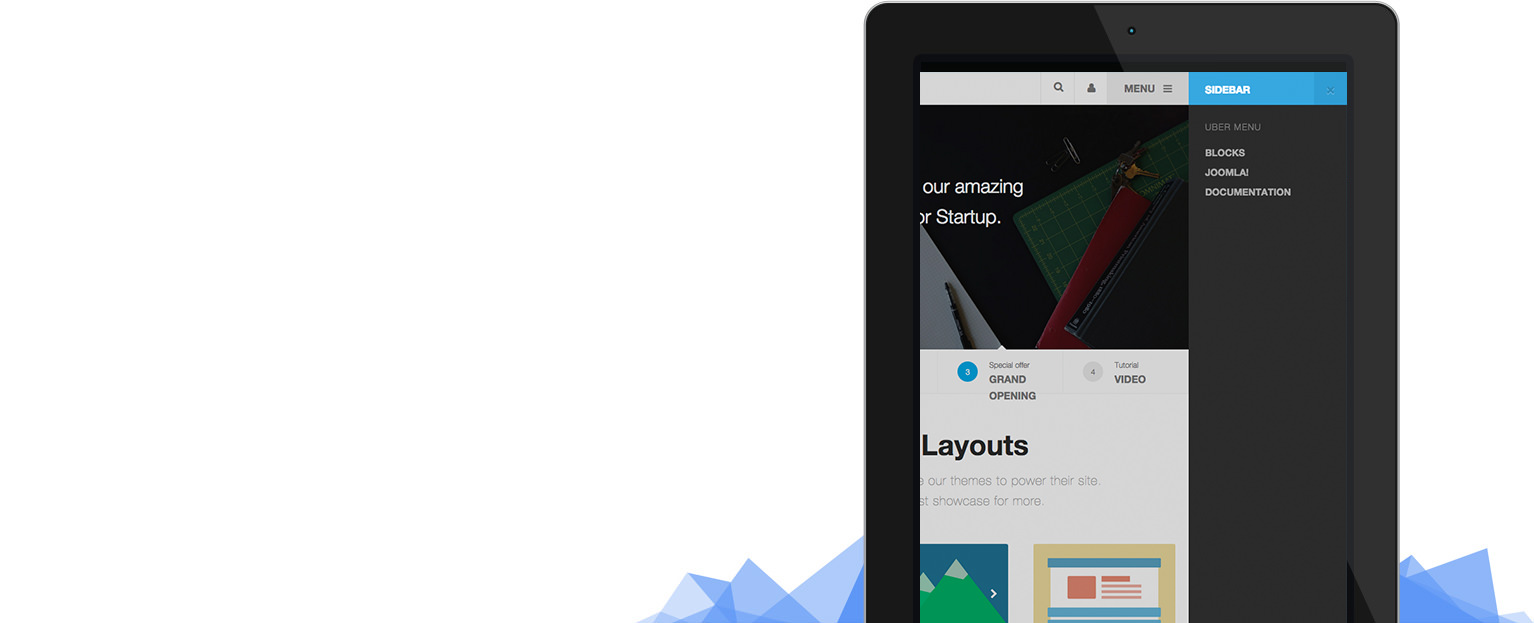 MENU
SIDEBAR
UBER MENU
BLOCKS
JOOMLA!
DOCUMENTATION
our amazing
or Startup.
3
Special offer
GRAND
OPENING
4
Tutorial
VIDEO
Layouts
our themes to power their site.
showcase for more.